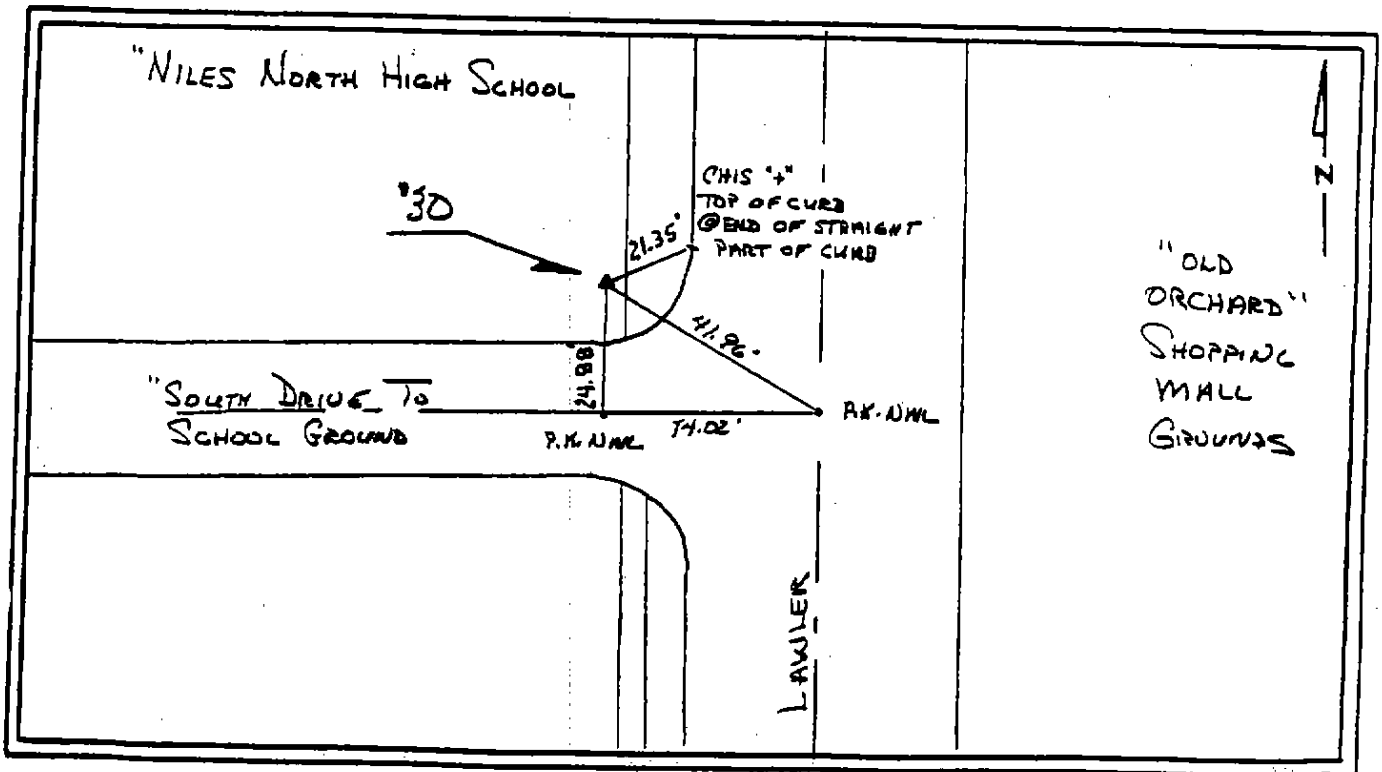 "NILES NORTH HIGH SCHOOL
N
CHIS "+"
TOP OF CURB
@ END OF STRAIGHT
PART OF CURB
"30
21.35'
"OLD
ORCHARD"
SHOPPING
MALL
GROUNDS
41.96'
24.88'
"SOUTH DRIVE TO
SCHOOL GROUND
P.K. NAIL
34.02'
P.K. NAIL
LAWLER